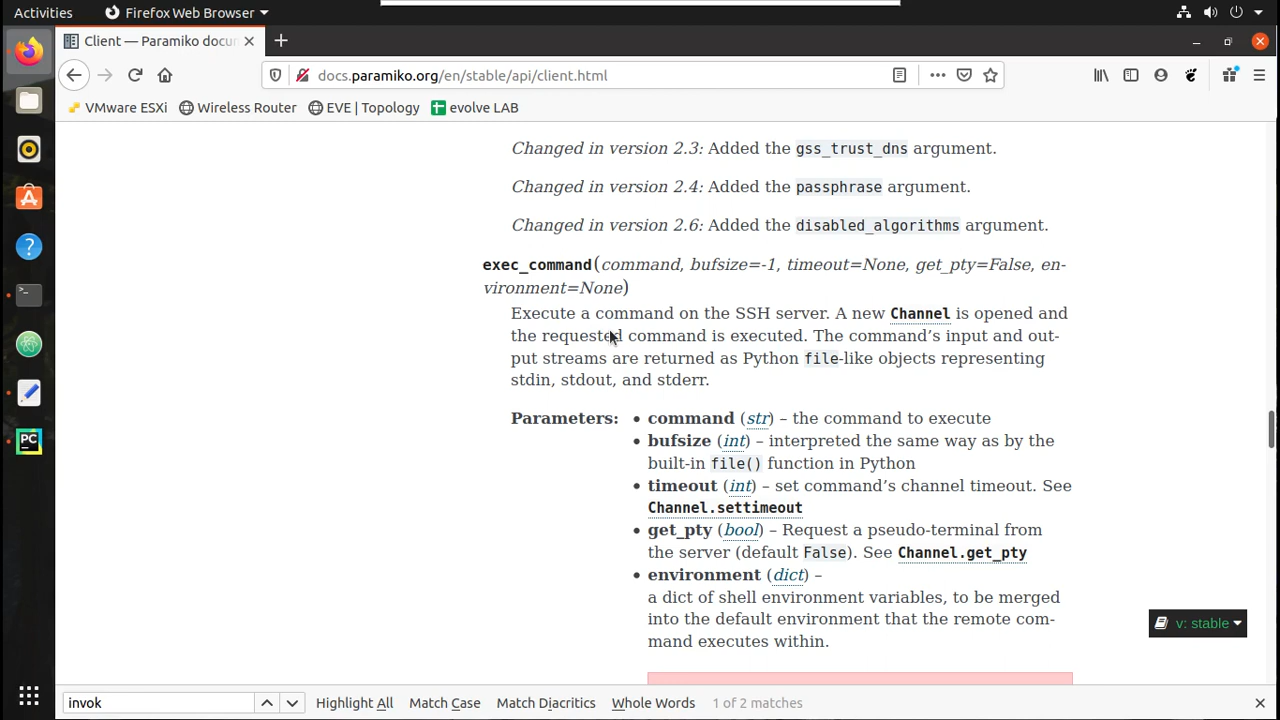 Activities
Firefox Web Browser
Client — Paramiko docu
docs.paramiko.org/en/stable/api/client.html
VMware ESXi
Wireless Router
EVE | Topology
evolve LAB
Changed in version 2.3: Added the gss_trust_dns argument.
Changed in version 2.4: Added the passphrase argument.
Changed in version 2.6: Added the disabled_algorithms argument.
exec_command(command, bufsize=-1, timeout=None, get_pty=False, en-
vironment=None)
Execute a command on the SSH server. A new Channel is opened and
the requested command is executed. The command's input and out-
put streams are returned as Python file-like objects representing
stdin, stdout, and stderr.
Parameters:
• command (str) – the command to execute
• bufsize (int) – interpreted the same way as by the
built-in file() function in Python
• timeout (int) – set command's channel timeout. See
Channel.settimeout
• get_pty (bool) – Request a pseudo-terminal from
the server (default False). See Channel.get_pty
• environment (dict) –
a dict of shell environment variables, to be merged
into the default environment that the remote com-
mand executes within.
v: stable
invok
Highlight All
Match Case
Match Diacritics
Whole Words
1 of 2 matches
PC